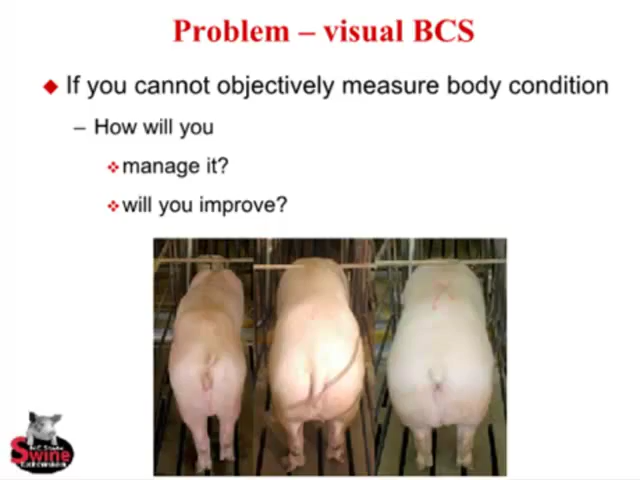 Problem – visual BCS
If you cannot objectively measure body condition
– How will you
manage it?
will you improve?
Swine